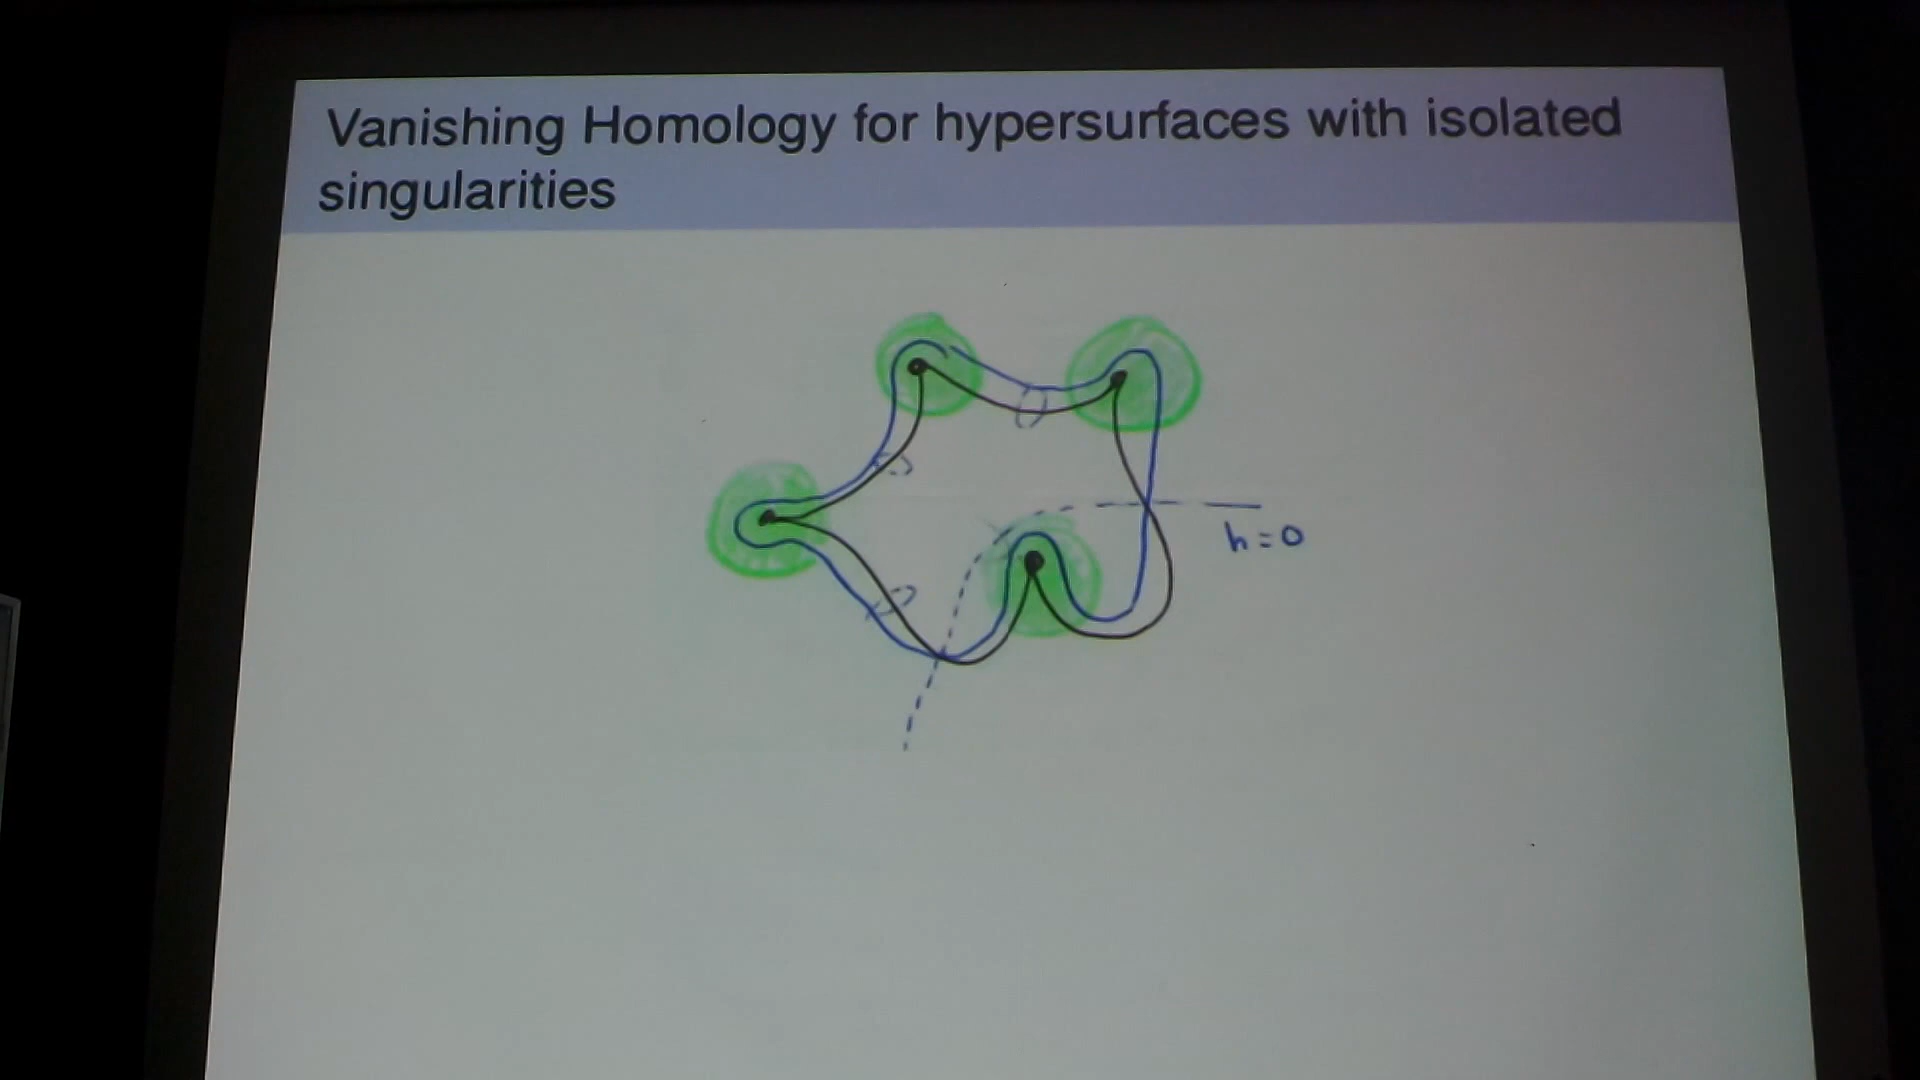 Vanishing Homology for hypersurfaces with isolated
singularities
h = 0